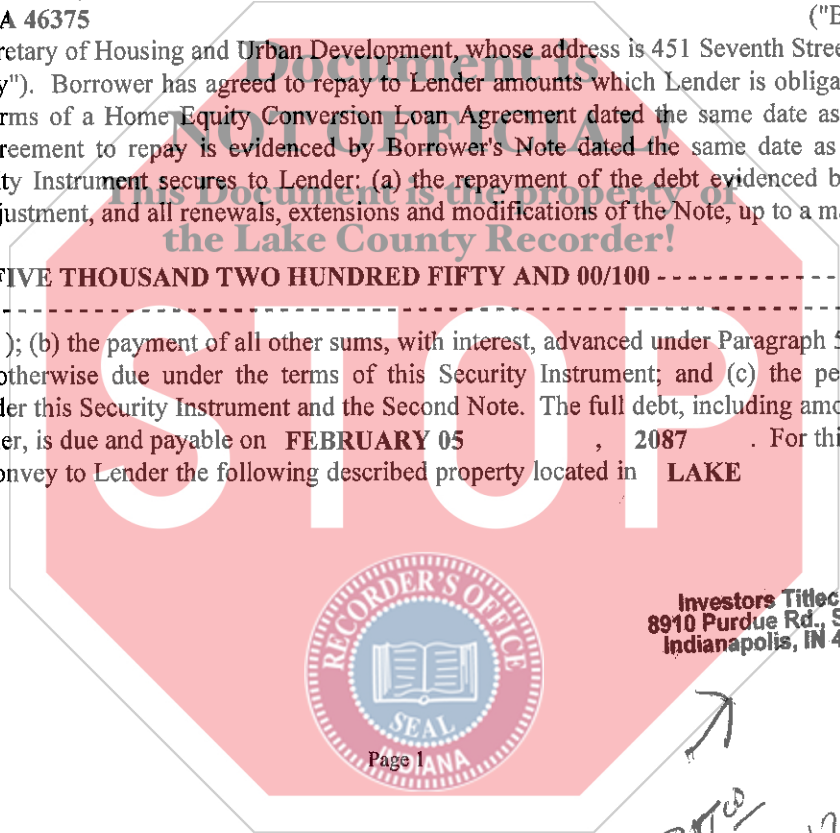 A 46375 ("B
retary of Housing and Urban Development, whose address is 451 Seventh Stree
y"). Borrower has agreed to repay to Lender amounts which Lender is obliga
rms of a Home Equity Conversion Loan Agreement dated the same date as
reement to repay is evidenced by Borrower's Note dated the same date as
ty Instrument secures to Lender: (a) the repayment of the debt evidenced b
justment, and all renewals, extensions and modifications of the Note, up to a m
Document is
NOT OFFICIAL!
This Document is the property of
the Lake County Recorder!
FIVE THOUSAND TWO HUNDRED FIFTY AND 00/100 - - - - - - - - - - - -
); (b) the payment of all other sums, with interest, advanced under Paragraph 5
otherwise due under the terms of this Security Instrument; and (c) the pe
der this Security Instrument and the Second Note. The full debt, including amo
er, is due and payable on FEBRUARY 05 , 2087 . For thi
onvey to Lender the following described property located in LAKE
STOP
RECORDER'S OFFICE
SEAL
INDIANA
Investors Titlec
8910 Purdue Rd., S
Indianapolis, IN 4
Page 1